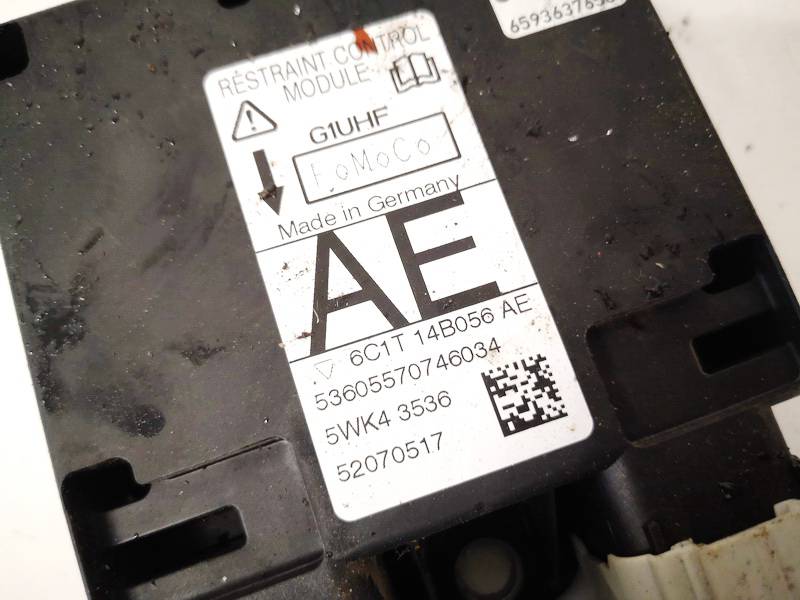 RESTRAINT CONTROL
MODULE
G1UHF
FoMoCo
Made in Germany
AE
6C1T 14B056 AE
53605570746034
5WK4 3536
52070517